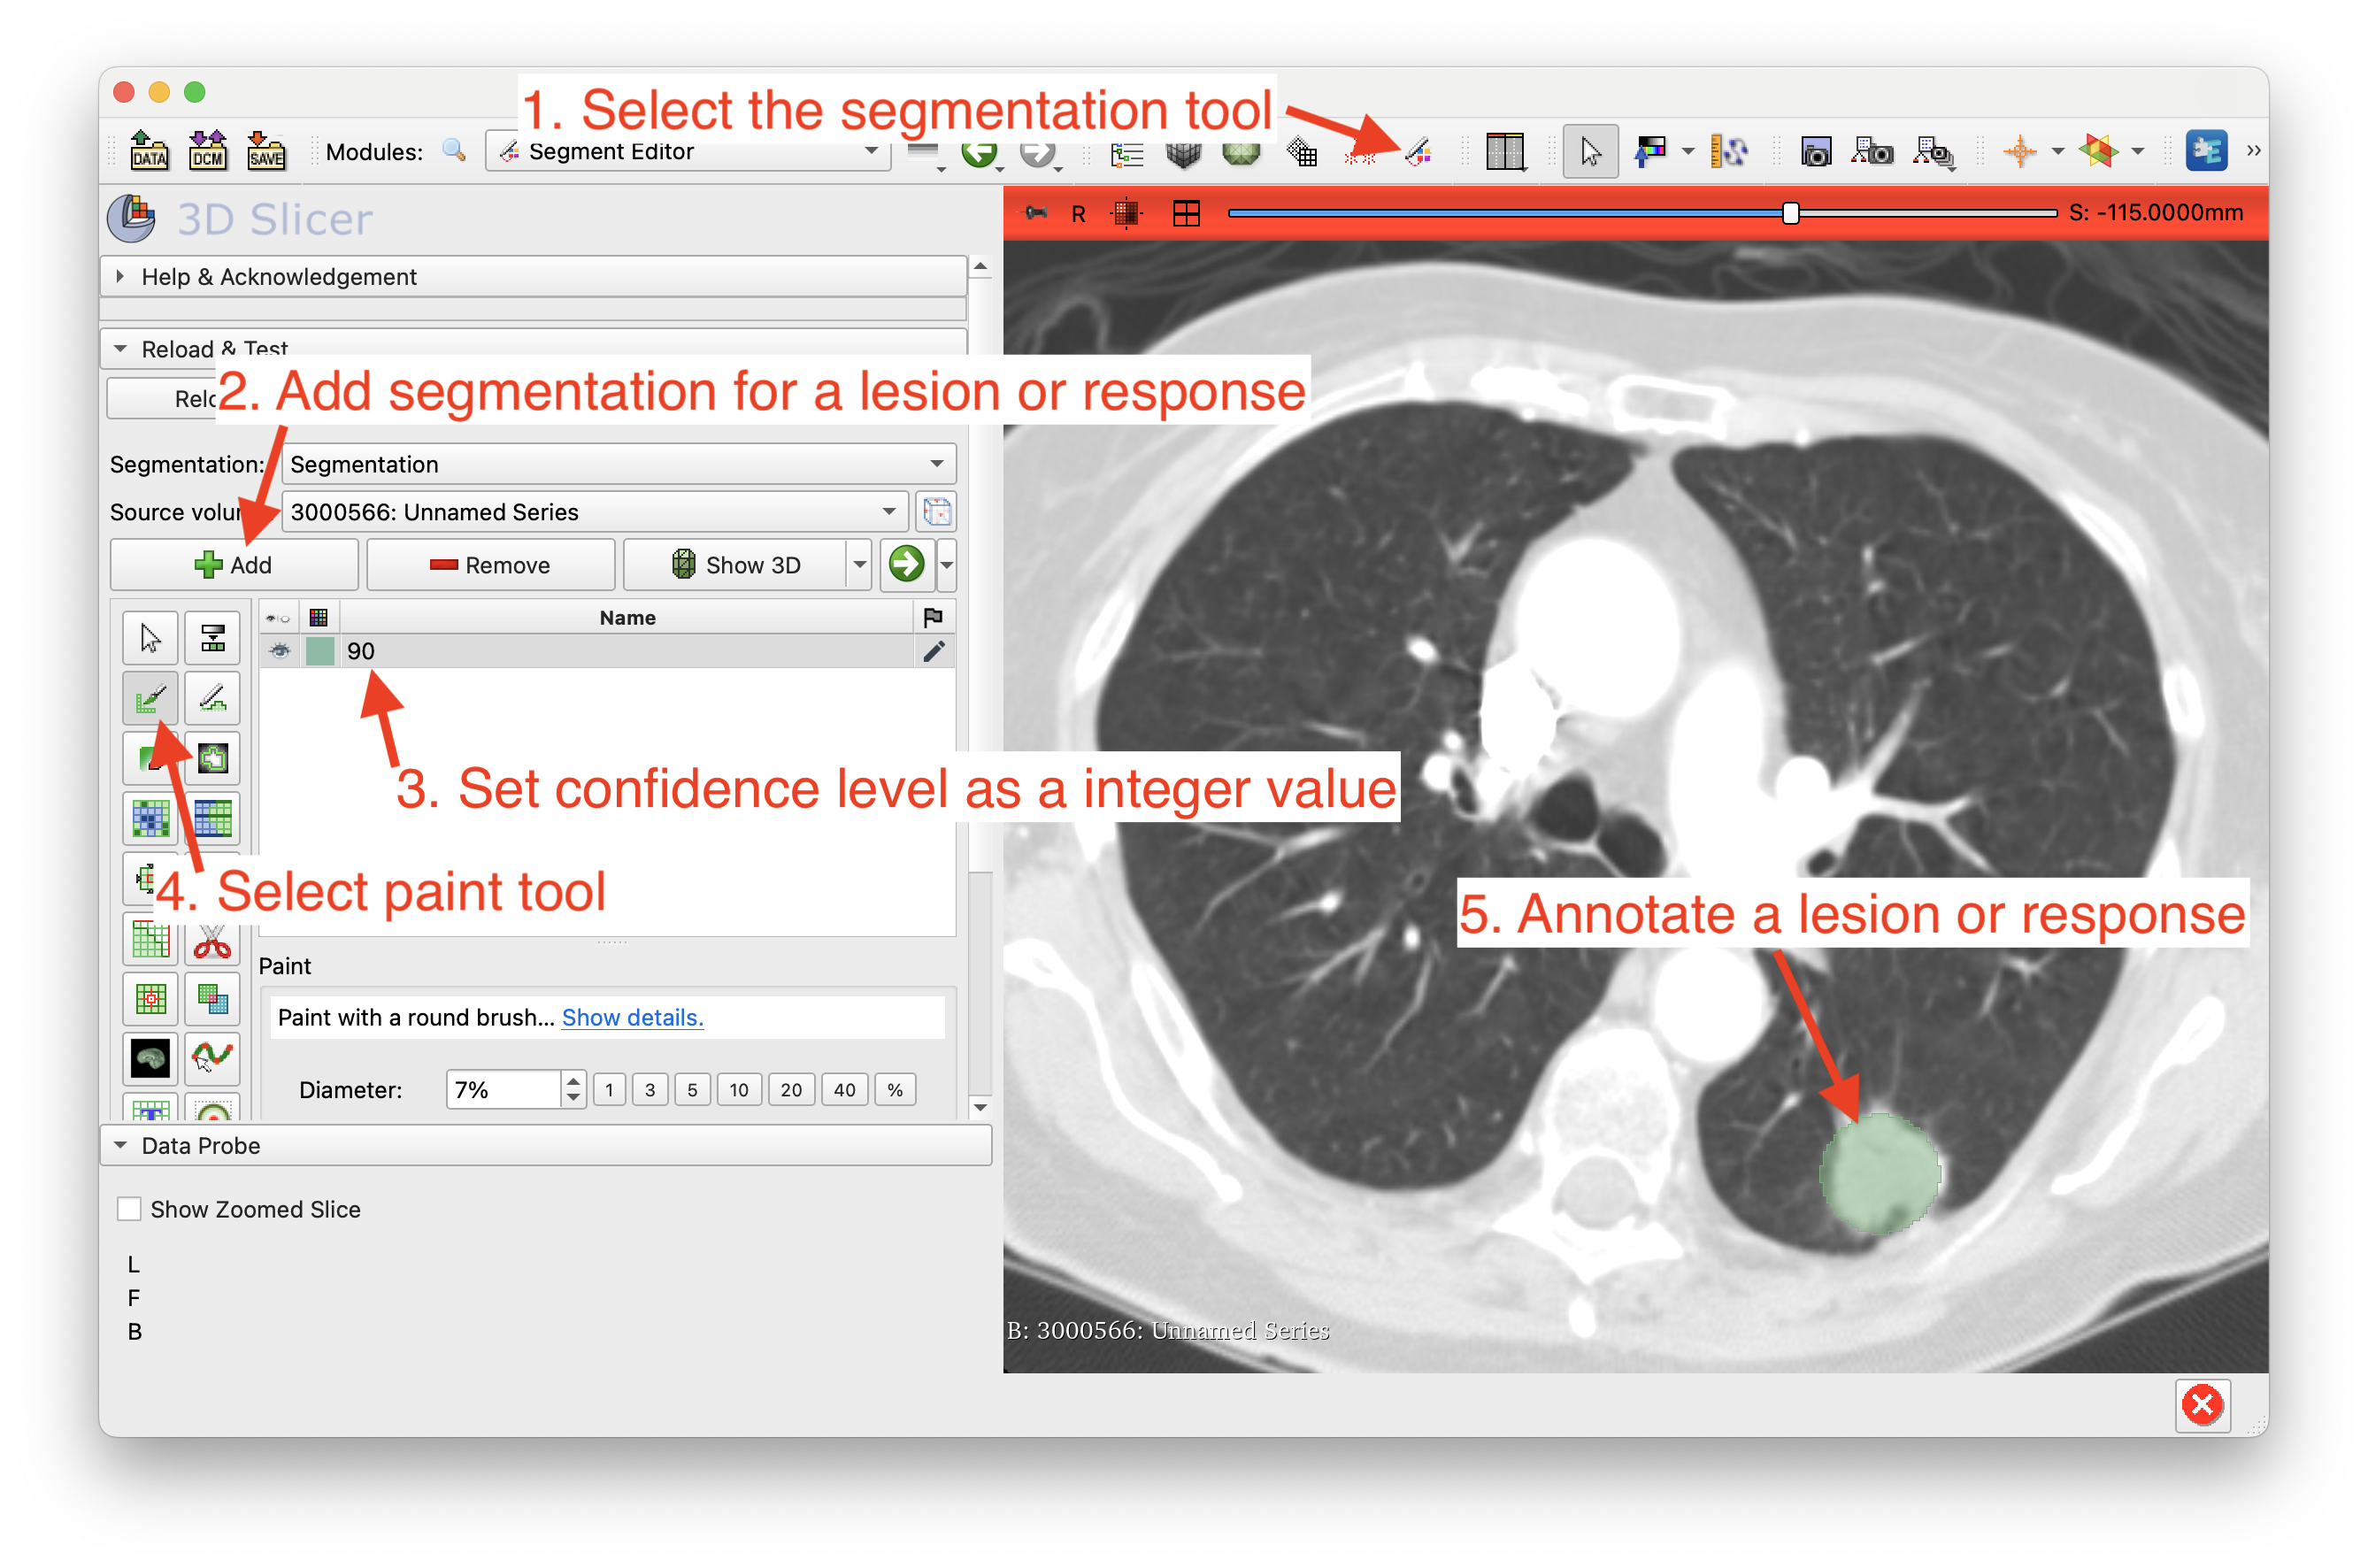 1. Select the segmentation tool
DATA
DCM
SAVE
Modules:
Segment Editor
3D Slicer
R
S: -115.0000mm
Help & Acknowledgement
Reload & Test
2. Add segmentation for a lesion or response
Segmentation:
Segmentation
Source
3000566: Unnamed Series
Add
Remove
Show 3D
Name
90
3. Set confidence level as a integer value
4. Select paint tool
5. Annotate a lesion or response
Paint
Paint with a round brush... Show details.
Diameter:
7%
1
3
5
10
20
40
%
Data Probe
Show Zoomed Slice
L
F
B
B: 3000566: Unnamed Series